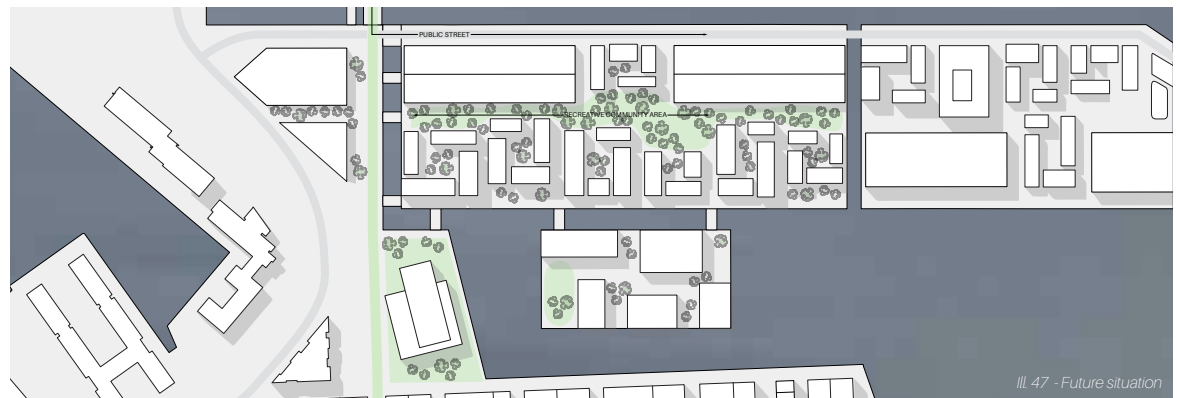 PUBLIC STREET
RECREATIVE COMMUNITY AREA
Ill. 47 - Future situation